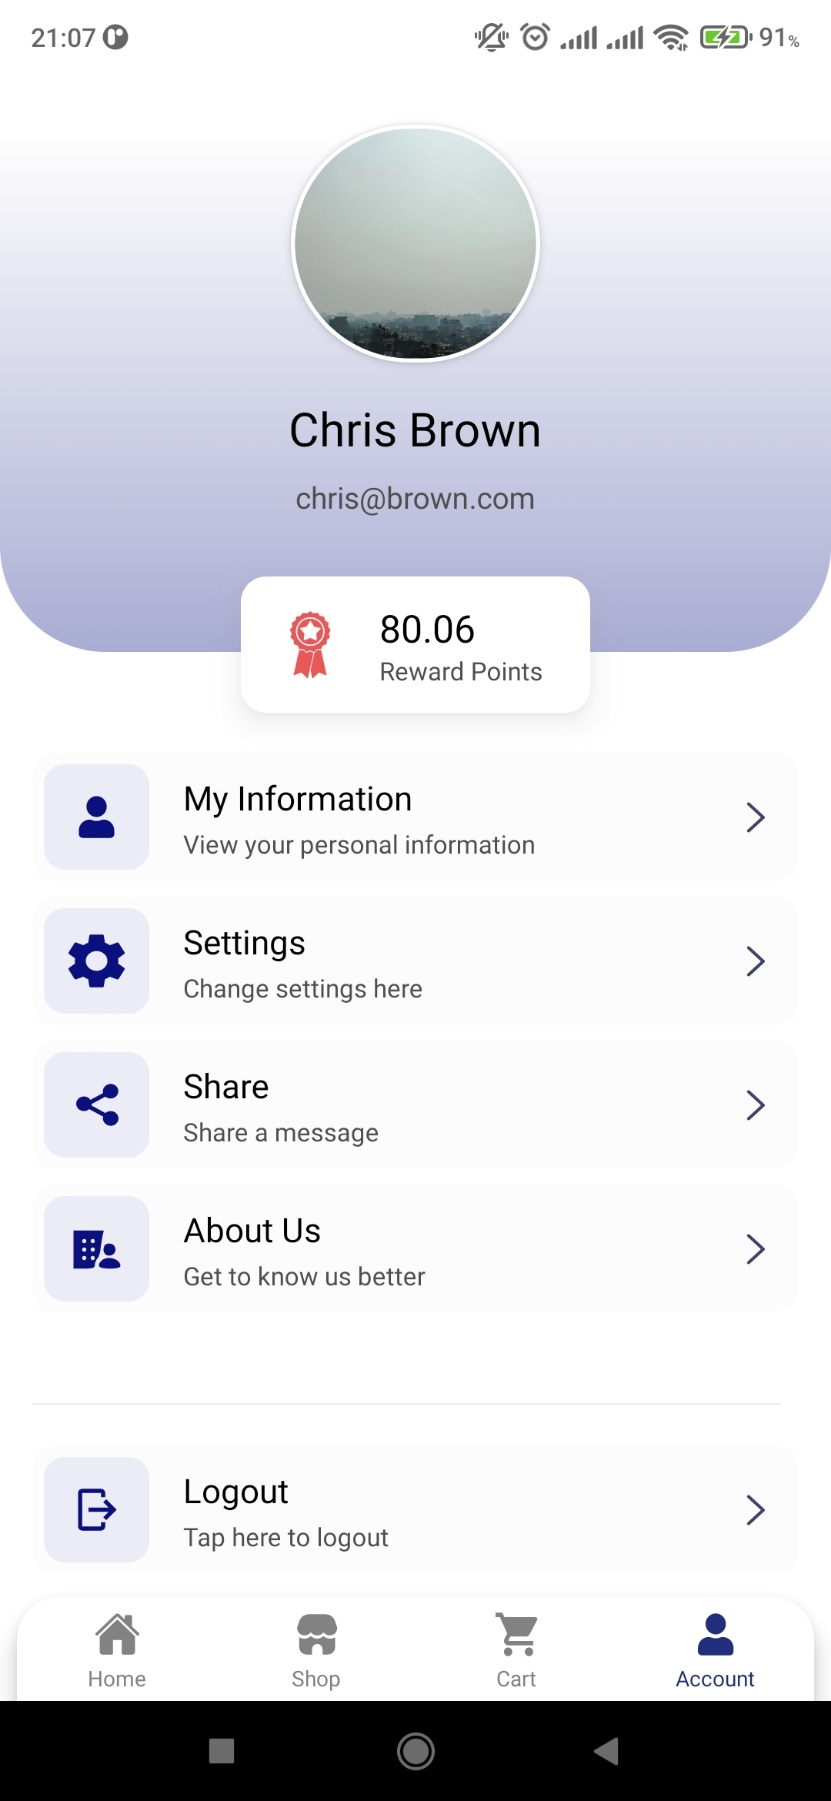 21:07
91%
Chris Brown
chris@brown.com
80.06
Reward Points
My Information
View your personal information
Settings
Change settings here
Share
Share a message
About Us
Get to know us better
Logout
Tap here to logout
Home Shop Cart Account